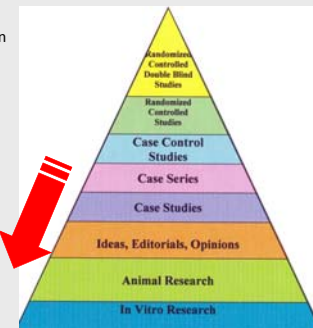 Randomized
Controlled
Double Blind
Studies
Randomized
Controlled
Studies
Case Control
Studies
Case Series
Case Studies
Ideas, Editorials, Opinions
Animal Research
In Vitro Research